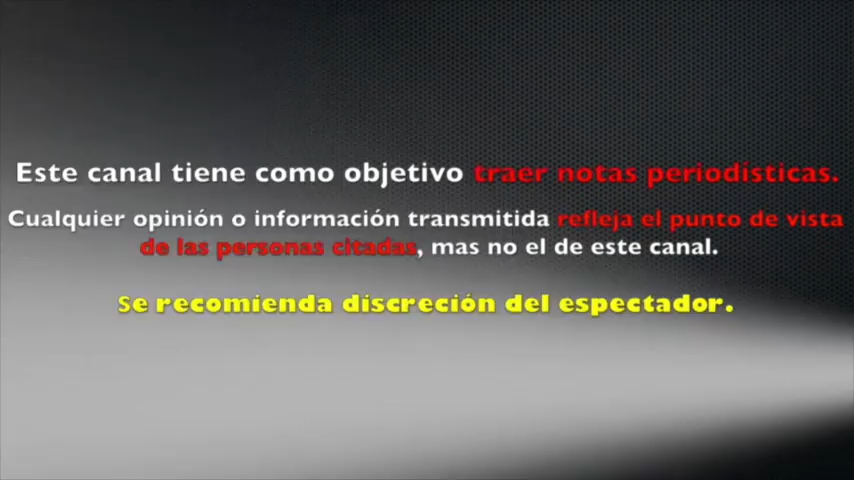 Este canal tiene como objetivo traer notas periodísticas.
Cualquier opinión o información transmitida refleja el punto de vista
de las personas citadas, mas no el de este canal.
Se recomienda discreción del espectador.